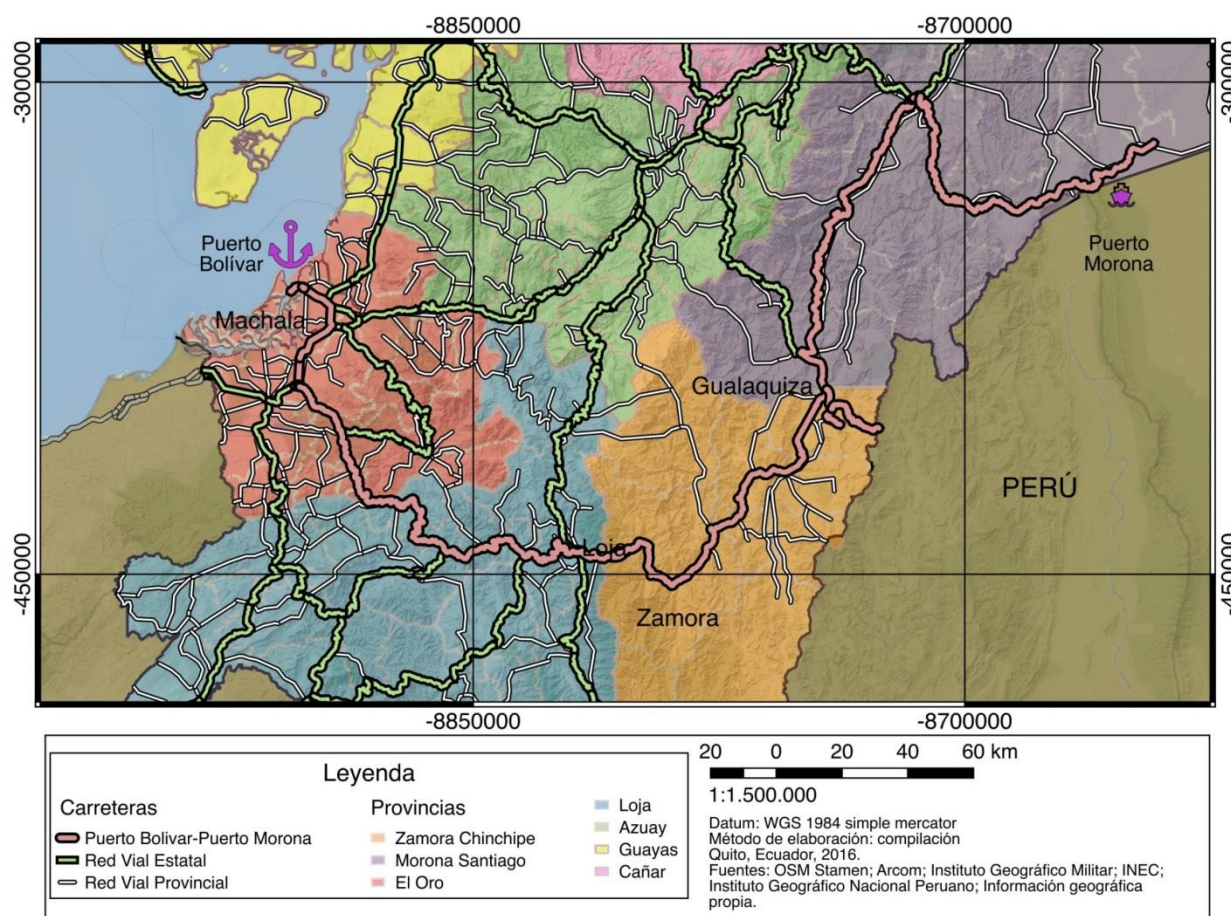 -8850000
-8700000
-300000
-300000
Puerto
Bolívar
Puerto
Morona
Machala
Gualaquiza
PERÚ
Loja
-450000
-450000
Zamora
-8850000
-8700000
Leyenda
Carreteras
Puerto Bolivar-Puerto Morona
Red Vial Estatal
Red Vial Provincial
Provincias
Zamora Chinchipe
Morona Santiago
El Oro
Loja
Azuay
Guayas
Cañar
20 0 20 40 60 km
1:1.500.000
Datum: WGS 1984 simple mercator
Método de elaboración: compilación
Quito, Ecuador, 2016.
Fuentes: OSM Stamen; Arcom; Instituto Geográfico Militar; INEC;
Instituto Geográfico Nacional Peruano; Información geográfica
propia.